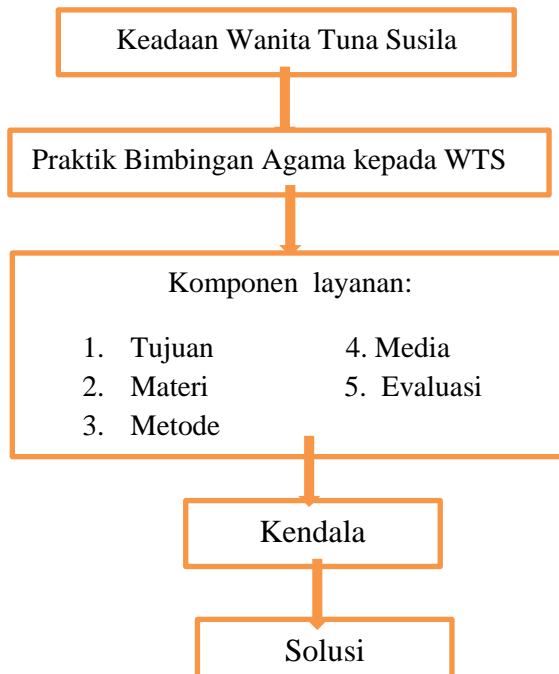 Keadaan Wanita Tuna Susila
Praktik Bimbingan Agama kepada WTS
Komponen layanan:
1. Tujuan
2. Materi
3. Metode
4. Media
5. Evaluasi
Kendala
Solusi